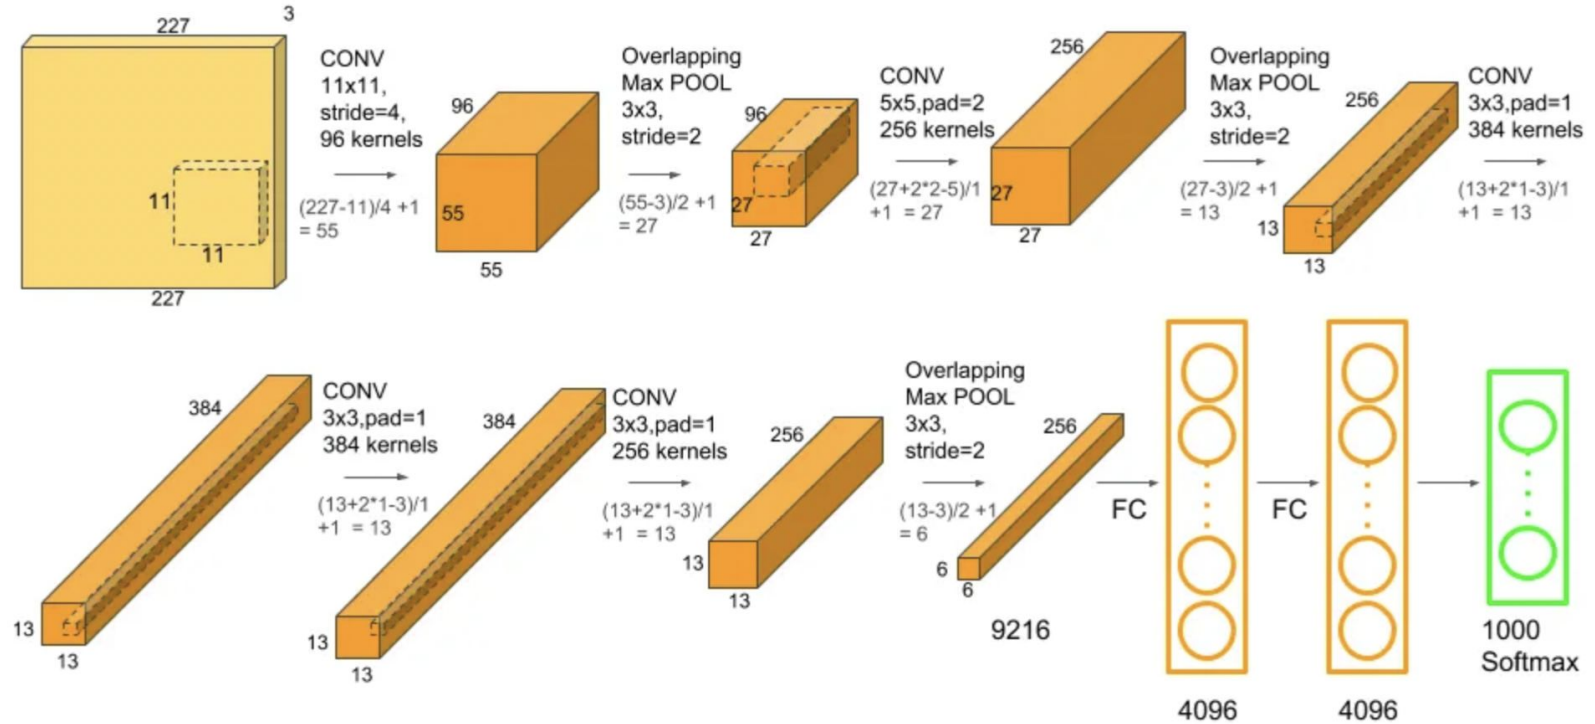 227
3
11
11
227
CONV
11x11,
stride=4,
96 kernels
(227-11)/4 +1
= 55
96
55
55
Overlapping
Max POOL
3x3,
stride=2
(55-3)/2 +1
= 27
96
27
27
CONV
5x5,pad=2
256 kernels
(27+2*2-5)/1
+1 = 27
256
27
27
Overlapping
Max POOL
3x3,
stride=2
(27-3)/2 +1
= 13
256
13
13
CONV
3x3,pad=1
384 kernels
(13+2*1-3)/1
+1 = 13
384
13
13
CONV
3x3,pad=1
384 kernels
(13+2*1-3)/1
+1 = 13
384
13
13
CONV
3x3,pad=1
256 kernels
(13+2*1-3)/1
+1 = 13
256
13
13
Overlapping
Max POOL
3x3,
stride=2
(13-3)/2 +1
= 6
256
6
6
9216
FC
4096
FC
4096
1000
Softmax